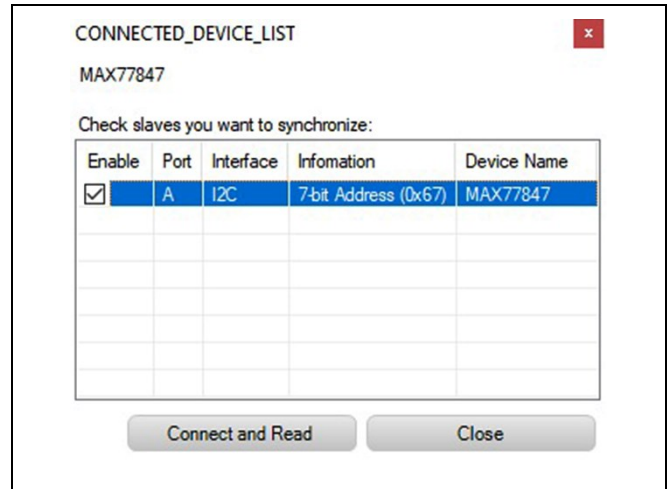 CONNECTED_DEVICE_LIST
x
MAX77847
Check slaves you want to synchronize:
Enable Port Interface Infomation Device Name
A I2C 7-bit Address (0x67) MAX77847
Connect and Read Close